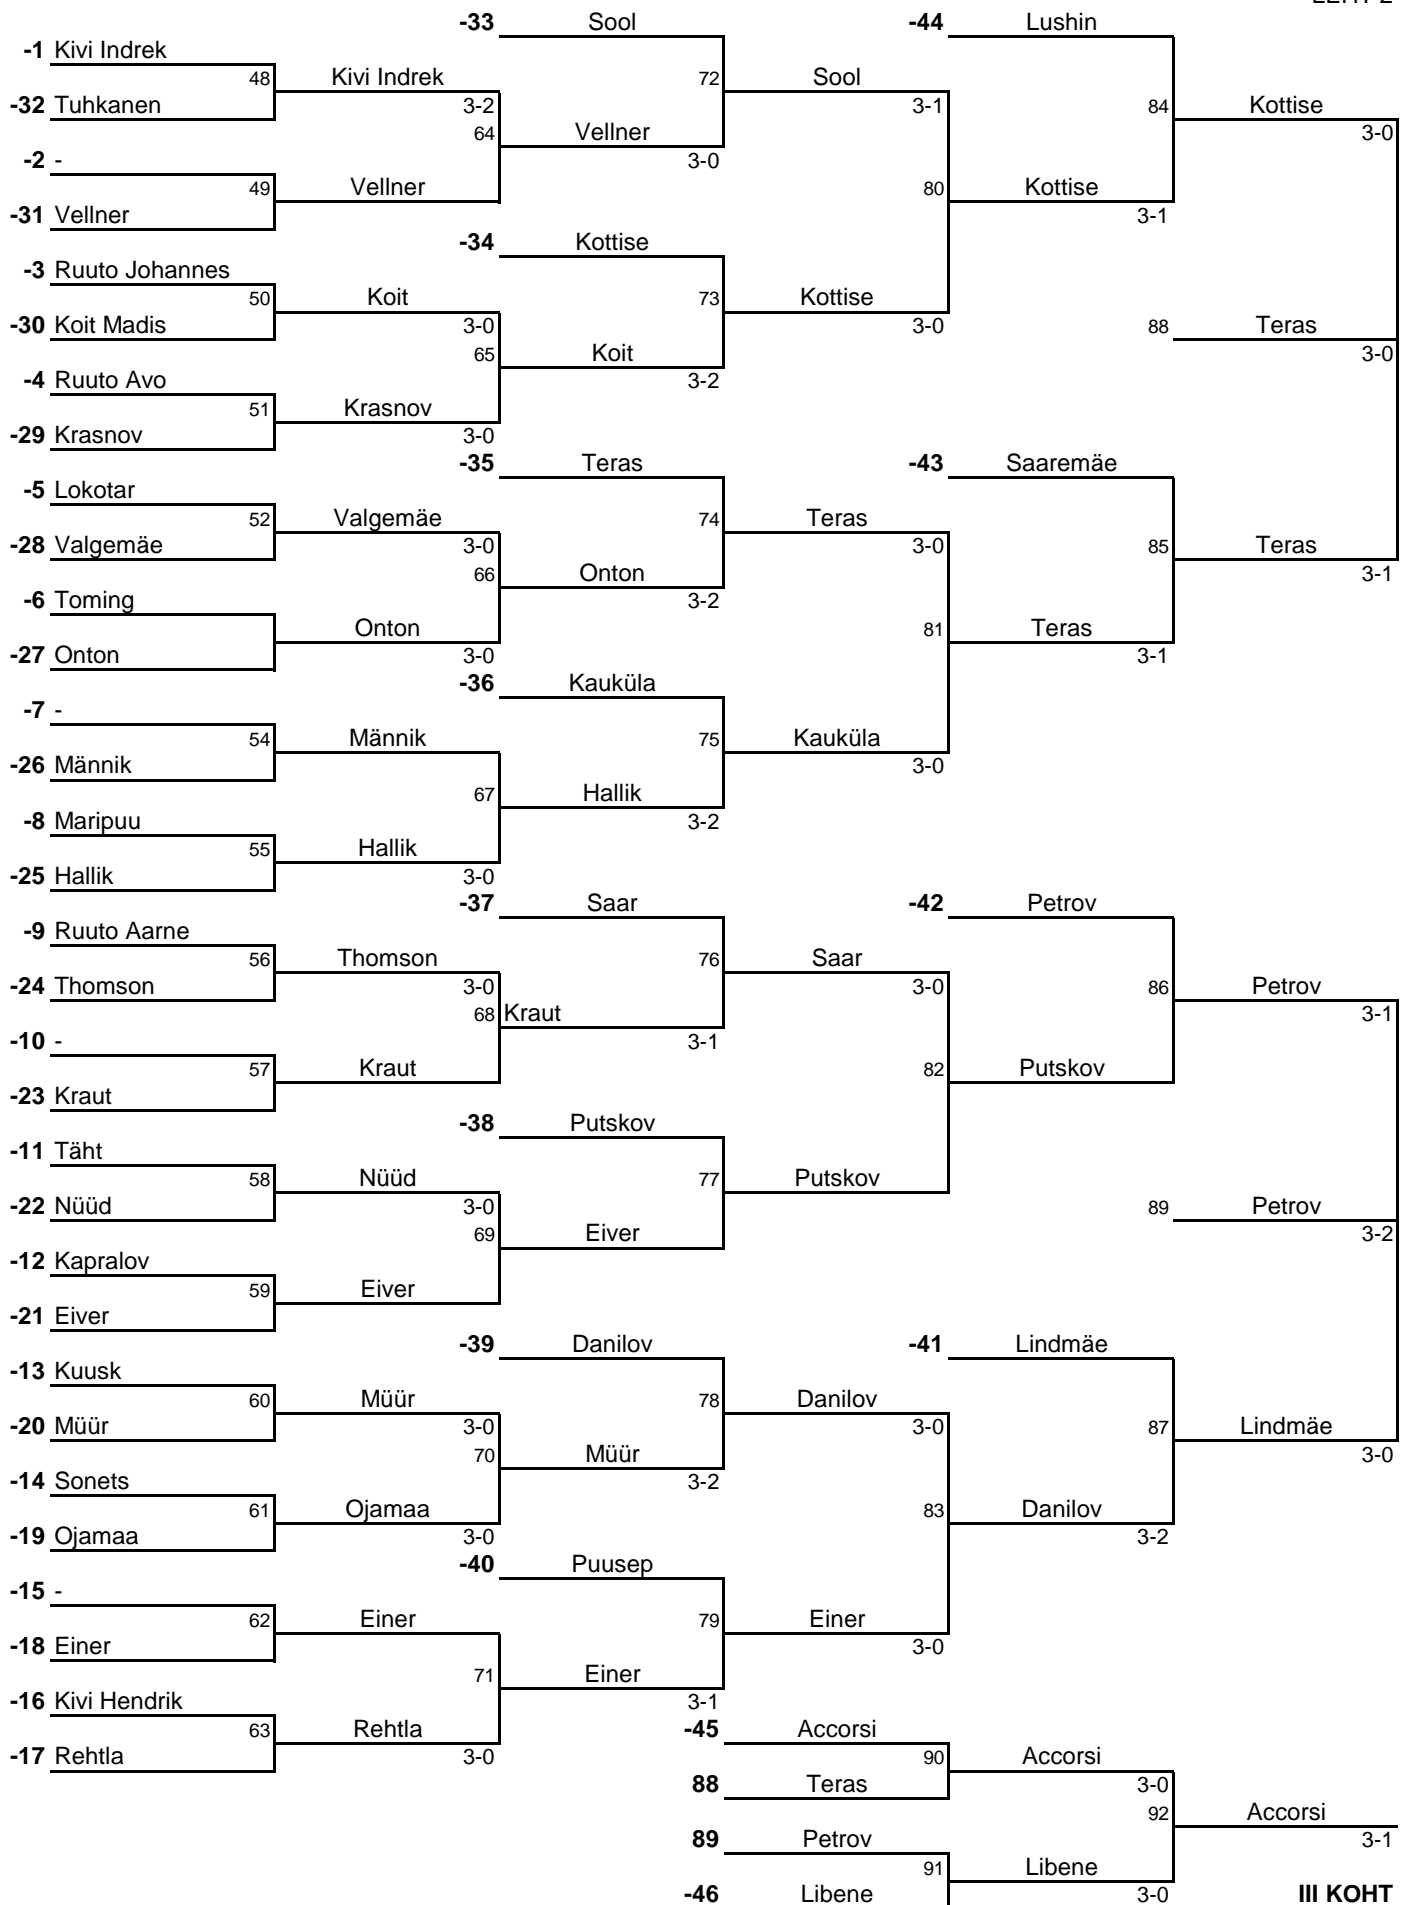 -33 Sool -44 Lushin
-1 Kivi Indrek
48 Kivi Indrek 72 Sool
-32 Tuhkanen 3-2 3-1 84 Kottise
64 Vellner 3-0
-2 - 3-0
49 Vellner 80 Kottise
-31 Vellner 3-1
-34 Kottise
-3 Ruuto Johannes
50 Koit 73 Kottise
-30 Koit Madis 3-0 3-0 88 Teras
65 Koit 3-0
-4 Ruuto Avo 3-2
51 Krasnov
-29 Krasnov 3-0
-35 Teras -43 Saaremäe
-5 Lokotar
52 Valgemäe 74 Teras
-28 Valgemäe 3-0 3-0 85 Teras
66 Onton 3-1
-6 Toming 3-2
Onton 81 Teras
-27 Onton 3-0 3-1
-36 Kauküla
-7 -
54 Männik 75 Kauküla
-26 Männik 3-0
67 Hallik
-8 Maripuu 3-2
55 Hallik
-25 Hallik 3-0
-37 Saar -42 Petrov
-9 Ruuto Aarne
56 Thomson 76 Saar
-24 Thomson 3-0 3-0 86 Petrov
68 Kraut 3-1
-10 - 3-1
57 Kraut 82 Putskov
-23 Kraut
-38 Putskov
-11 Täht
58 Nüüd 77 Putskov
-22 Nüüd 3-0 89 Petrov
69 Eiver 3-2
-12 Kapralov
59 Eiver
-21 Eiver
-39 Danilov -41 Lindmäe
-13 Kuusk
60 Müür 78 Danilov
-20 Müür 3-0 3-0 87 Lindmäe
70 Müür 3-0
-14 Sonets 3-2
61 Ojamaa 83 Danilov
-19 Ojamaa 3-0 3-2
-40 Puusep
-15 -
62 Einer 79 Einer
-18 Einer 3-0
71 Einer
-16 Kivi Hendrik 3-1
63 Rehtla -45 Accorsi
-17 Rehtla 3-0 90 Accorsi
88 Teras 3-0
92 Accorsi
89 Petrov 3-1
91 Libene
-46 Libene 3-0 III KOHT